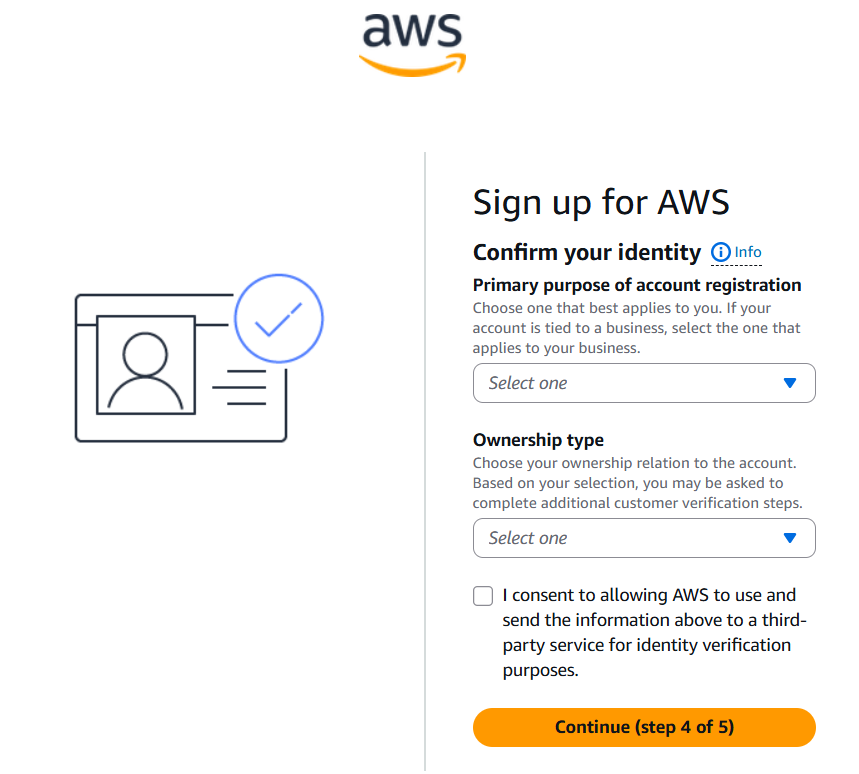 aws
Sign up for AWS
Confirm your identity Info
Primary purpose of account registration
Choose one that best applies to you. If your
account is tied to a business, select the one that
applies to your business.
Select one
Ownership type
Choose your ownership relation to the account.
Based on your selection, you may be asked to
complete additional customer verification steps.
Select one
I consent to allowing AWS to use and
send the information above to a third-
party service for identity verification
purposes.
Continue (step 4 of 5)